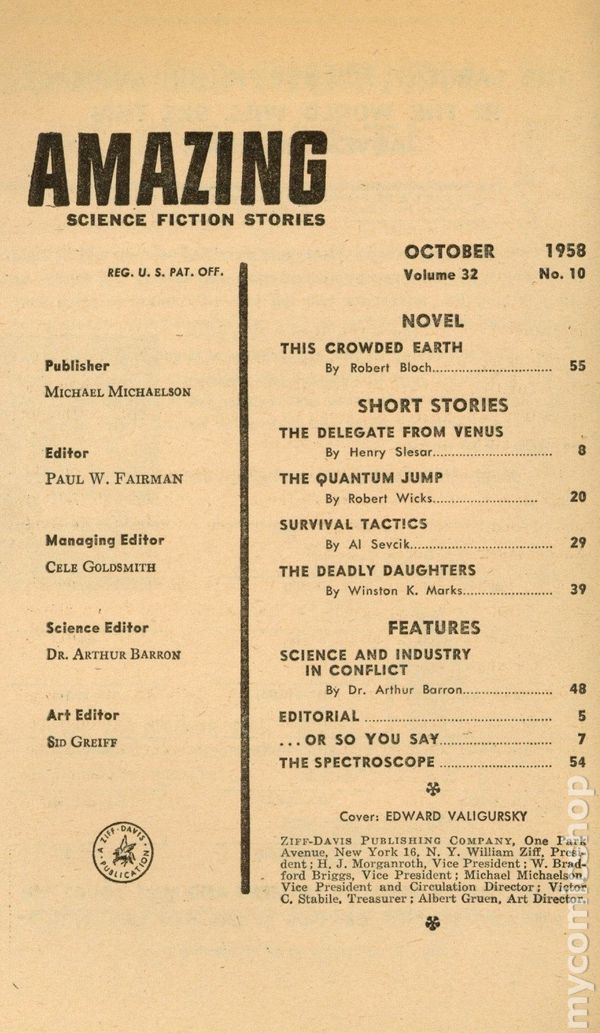 AMAZING
SCIENCE FICTION STORIES
REG. U. S. PAT. OFF.
Publisher
MICHAEL MICHAELSON
Editor
PAUL W. FAIRMAN
Managing Editor
CELE GOLDSMITH
Science Editor
DR. ARTHUR BARRON
Art Editor
SID GREIFF
A ZIFF-DAVIS PUBLICATION
OCTOBER 1958
Volume 32 No. 10
NOVEL
THIS CROWDED EARTH
By Robert Bloch.............................. 55
SHORT STORIES
THE DELEGATE FROM VENUS
By Henry Slesar.............................. 8
THE QUANTUM JUMP
By Robert Wicks.......................... 20
SURVIVAL TACTICS
By Al Sevcik................................... 29
THE DEADLY DAUGHTERS
By Winston K. Marks...................... 39
FEATURES
SCIENCE AND INDUSTRY
IN CONFLICT
By Dr. Arthur Barron...................... 48
EDITORIAL .............................................. 5
...OR SO YOU SAY............................ 7
THE SPECTROSCOPE ............................ 54
Cover: EDWARD VALIGURSKY
ZIFF-DAVIS PUBLISHING COMPANY, One Park
Avenue, New York 16, N. Y. William Ziff, Presi-
dent; H. J. Morganroth, Vice President; W. Brad-
ford Briggs, Vice President; Michael Michaelson,
Vice President and Circulation Director; Victor
C. Stabile, Treasurer; Albert Gruen, Art Director.
mycomicshop